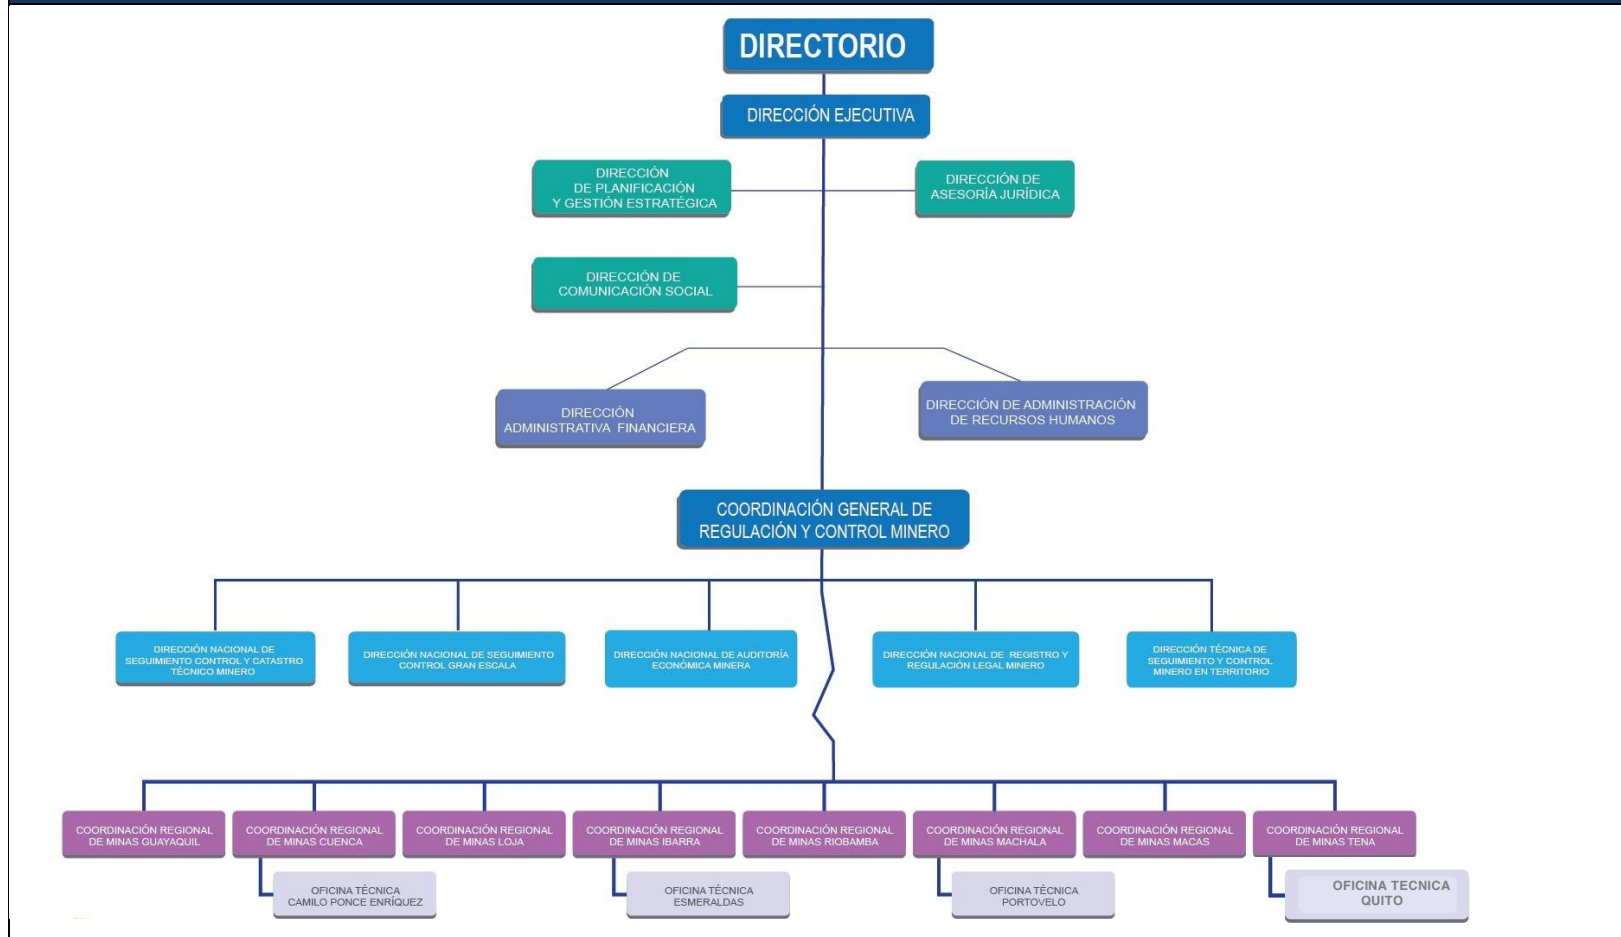 DIRECTORIO
DIRECCIÓN EJECUTIVA
DIRECCIÓN
DE PLANIFICACIÓN
Y GESTIÓN ESTRATÉGICA
DIRECCIÓN DE
ASESORÍA JURÍDICA
DIRECCIÓN DE
COMUNICACIÓN SOCIAL
DIRECCIÓN
ADMINISTRATIVA FINANCIERA
DIRECCIÓN DE ADMINISTRACIÓN
DE RECURSOS HUMANOS
COORDINACIÓN GENERAL DE
REGULACIÓN Y CONTROL MINERO
DIRECCIÓN NACIONAL DE
SEGUIMIENTO CONTROL Y CATASTRO
TÉCNICO MINERO
DIRECCIÓN NACIONAL DE SEGUIMIENTO
CONTROL GRAN ESCALA
DIRECCIÓN NACIONAL DE AUDITORÍA
ECONÓMICA MINERA
DIRECCIÓN NACIONAL DE REGISTRO Y
REGULACIÓN LEGAL MINERO
DIRECCIÓN TÉCNICA DE
SEGUIMIENTO Y CONTROL
MINERO EN TERRITORIO
COORDINACIÓN REGIONAL
DE MINAS GUAYAQUIL
COORDINACIÓN REGIONAL
DE MINAS CUENCA
COORDINACIÓN REGIONAL
DE MINAS LOJA
COORDINACIÓN REGIONAL
DE MINAS IBARRA
COORDINACIÓN REGIONAL
DE MINAS RIOBAMBA
COORDINACIÓN REGIONAL
DE MINAS MACHALA
COORDINACIÓN REGIONAL
DE MINAS MACAS
COORDINACIÓN REGIONAL
DE MINAS TENA
OFICINA TÉCNICA
CAMILO PONCE ENRÍQUEZ
OFICINA TÉCNICA
ESMERALDAS
OFICINA TÉCNICA
PORTOVELO
OFICINA TECNICA
QUITO